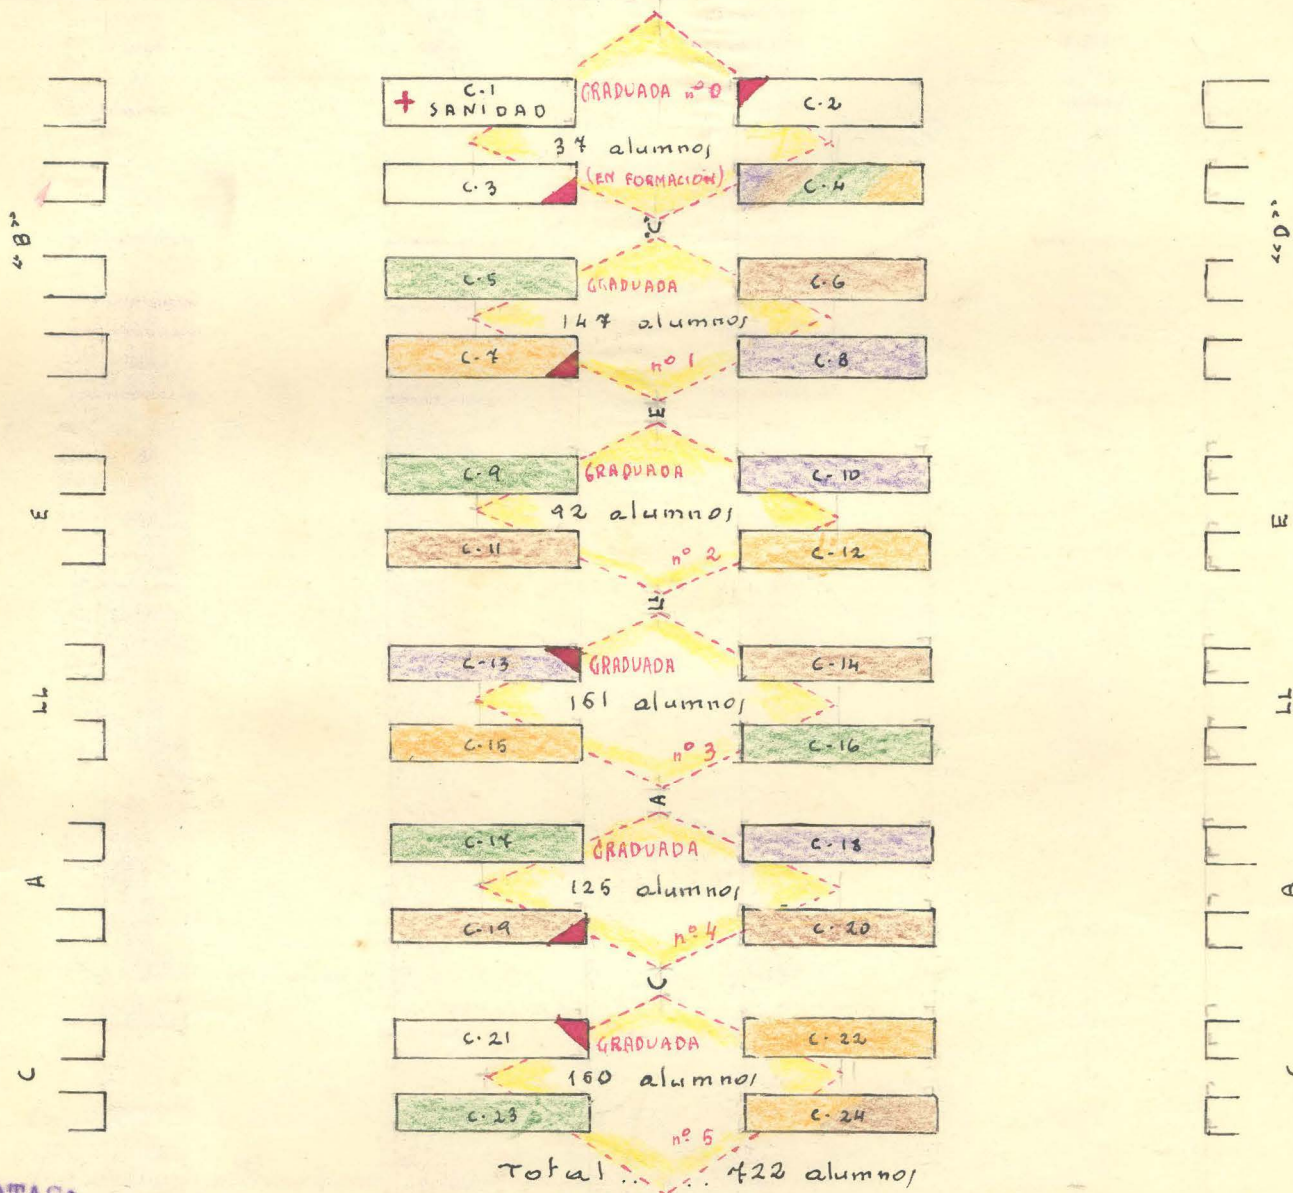 C-1
+ SANIDAD
GRADUADA nº 0
C-2
37 alumnos
C-3
(EN FORMACION)
C-4
"C"
C-5
GRADUADA
C-6
147 alumnos
C-7
nº 1
C-8
E
C-9
GRADUADA
C-10
92 alumnos
C-11
nº 2
C-12
LL
C-13
GRADUADA
C-14
161 alumnos
C-15
nº 3
C-16
A
C-17
GRADUADA
C-18
125 alumnos
C-19
nº 4
C-20
C
C-21
GRADUADA
C-22
160 alumnos
C-23
nº 5
C-24
Total .. ... 722 alumnos
C A LL E "B"
C A LL E "D"